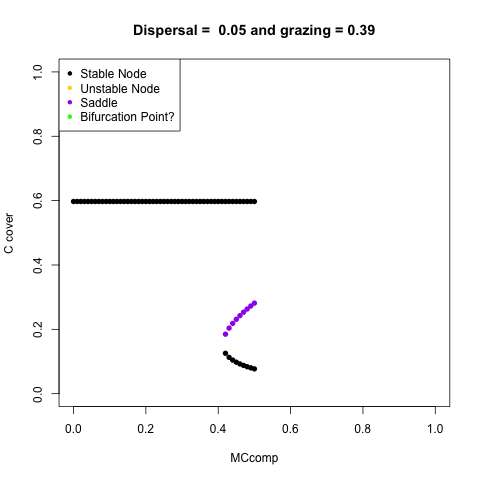 Dispersal =  0.05 and grazing = 0.39
Stable Node
Unstable Node
Saddle
Bifurcation Point?
C cover
1.0
0.8
0.6
0.4
0.2
0.0
0.0 0.2 0.4 0.6 0.8 1.0
MCcomp